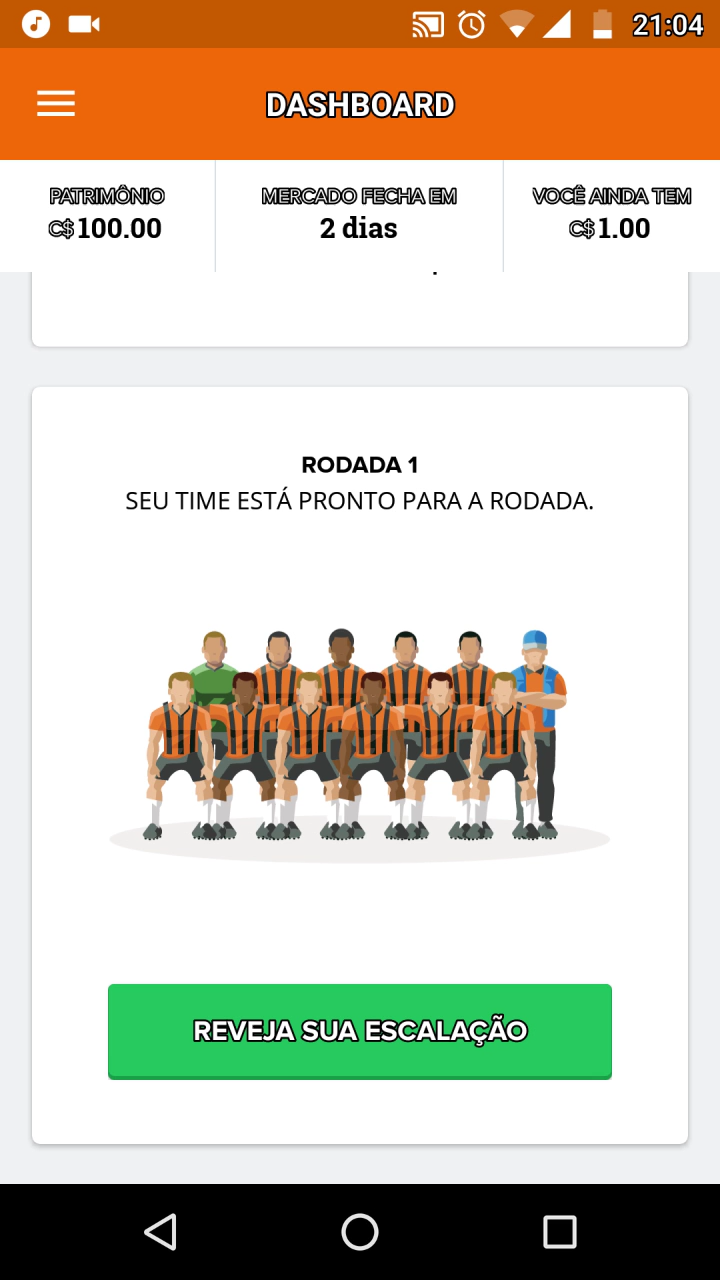 21:04
DASHBOARD
PATRIMÔNIO
C$ 100.00
MERCADO FECHA EM
2 dias
VOCÊ AINDA TEM
C$ 1.00
RODADA 1
SEU TIME ESTÁ PRONTO PARA A RODADA.
REVEJA SUA ESCALAÇÃO